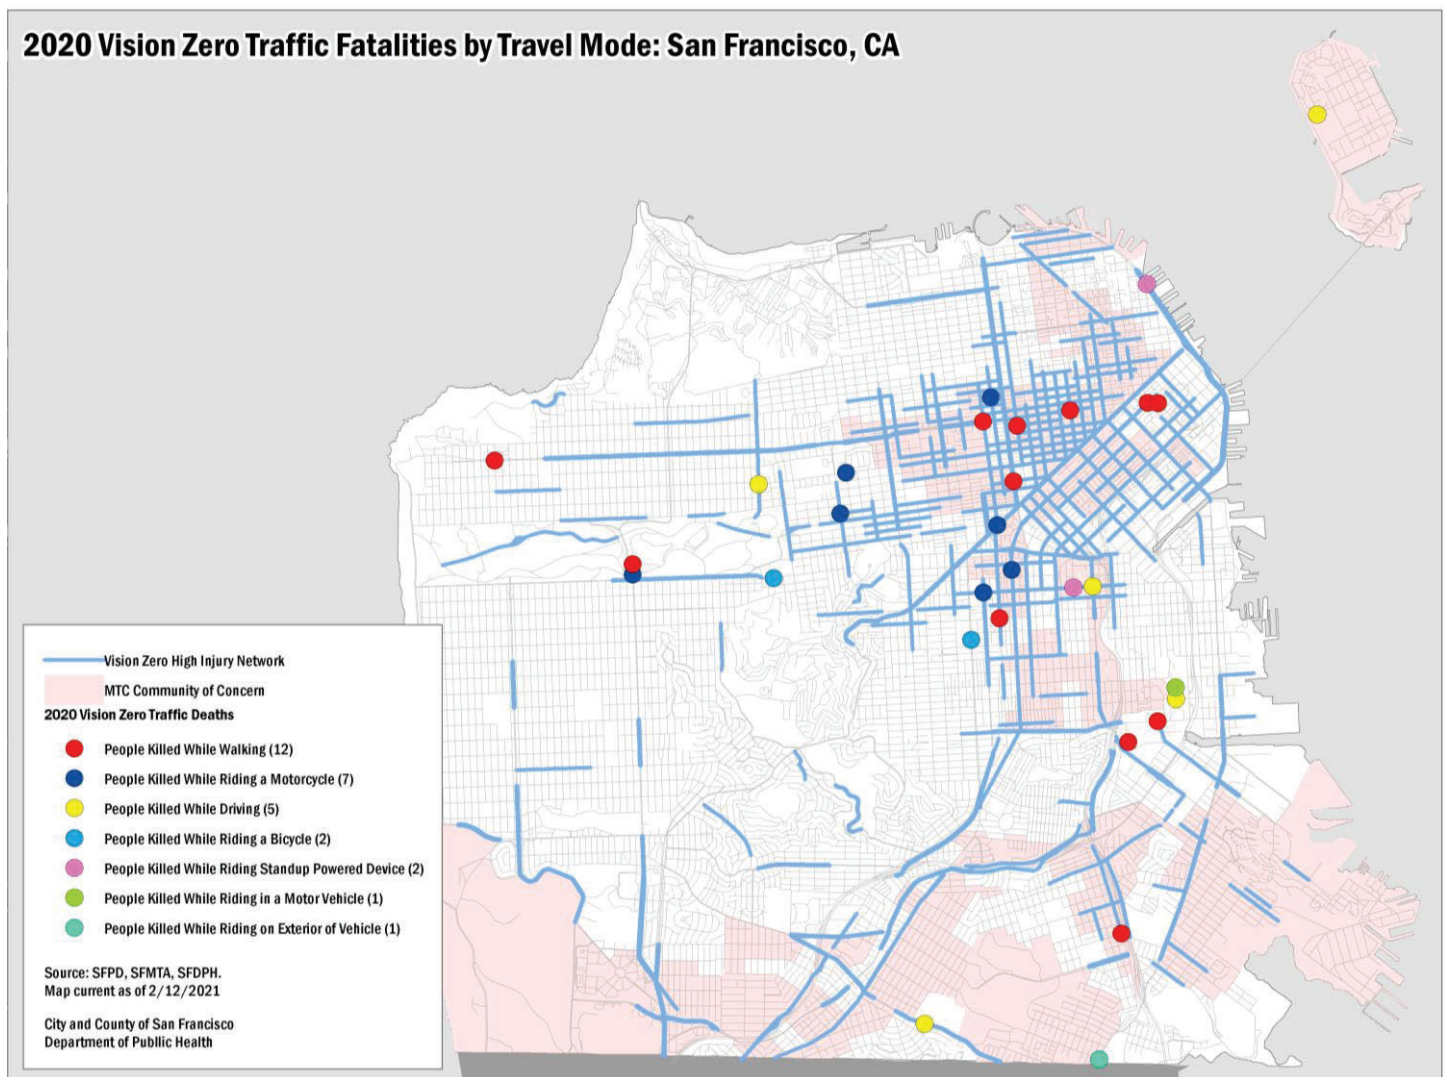 2020 Vision Zero Traffic Fatalities by Travel Mode: San Francisco, CA
Vision Zero High Injury Network
MTC Community of Concern
2020 Vision Zero Traffic Deaths
People Killed While Walking (12)
People Killed While Riding a Motorcycle (7)
People Killed While Driving (5)
People Killed While Riding a Bicycle (2)
People Killed While Riding Standup Powered Device (2)
People Killed While Riding in a Motor Vehicle (1)
People Killed While Riding on Exterior of Vehicle (1)
Source: SFPD, SFMTA, SFDPH.
Map current as of 2/12/2021
City and County of San Francisco
Department of Publlic Health